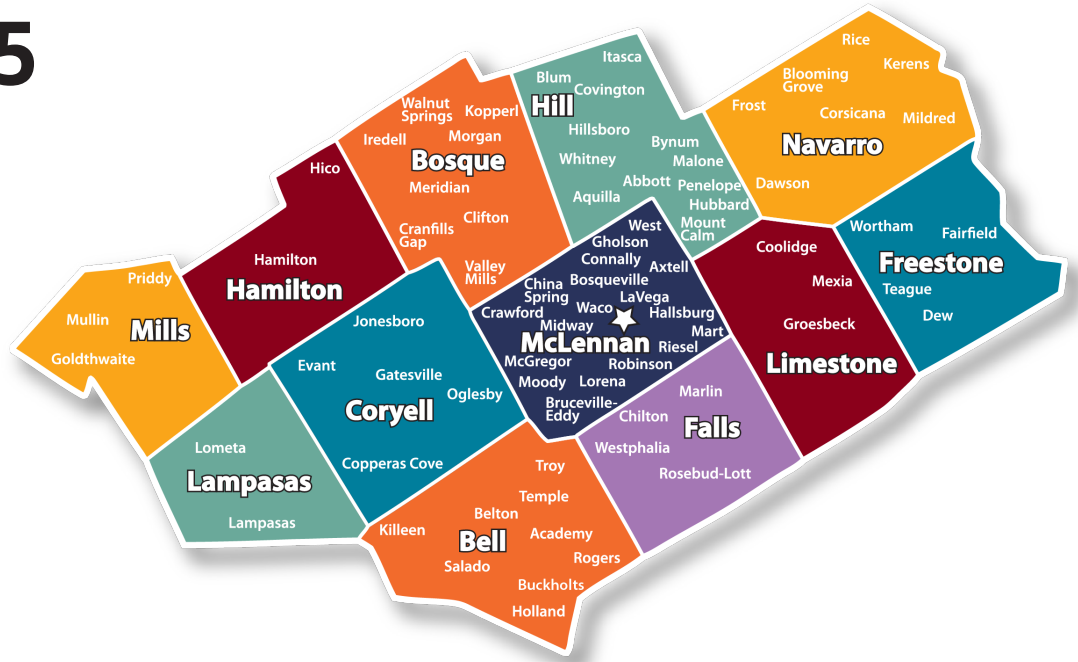 5
Rice
Kerens
Blooming
Grove
Frost
Corsicana
Mildred
Navarro
Dawson
Itasca
Blum
Covington
Hill
Hillsboro
Bynum
Whitney
Malone
Abbott
Penelope
Aquilla
Hubbard
Mount
Calm
Walnut
Springs
Kopperl
Iredell
Morgan
Bosque
Meridian
Clifton
Cranfills
Gap
Valley
Mills
Hico
Hamilton
Hamilton
Priddy
Mullin
Mills
Goldthwaite
Wortham
Fairfield
Freestone
Teague
Dew
Coolidge
Mexia
Groesbeck
Limestone
West
Gholson
Connally
Axtell
Bosqueville
China
Spring
LaVega
Waco
Crawford
Hallsburg
Midway
Mart
McLennan
Riesel
McGregor
Robinson
Moody
Lorena
Bruceville-
Eddy
Jonesboro
Evant
Gatesville
Oglesby
Coryell
Copperas Cove
Marlin
Chilton
Falls
Westphalia
Rosebud-Lott
Lometa
Lampasas
Lampasas
Troy
Temple
Belton
Killeen
Academy
Bell
Rogers
Salado
Buckholts
Holland